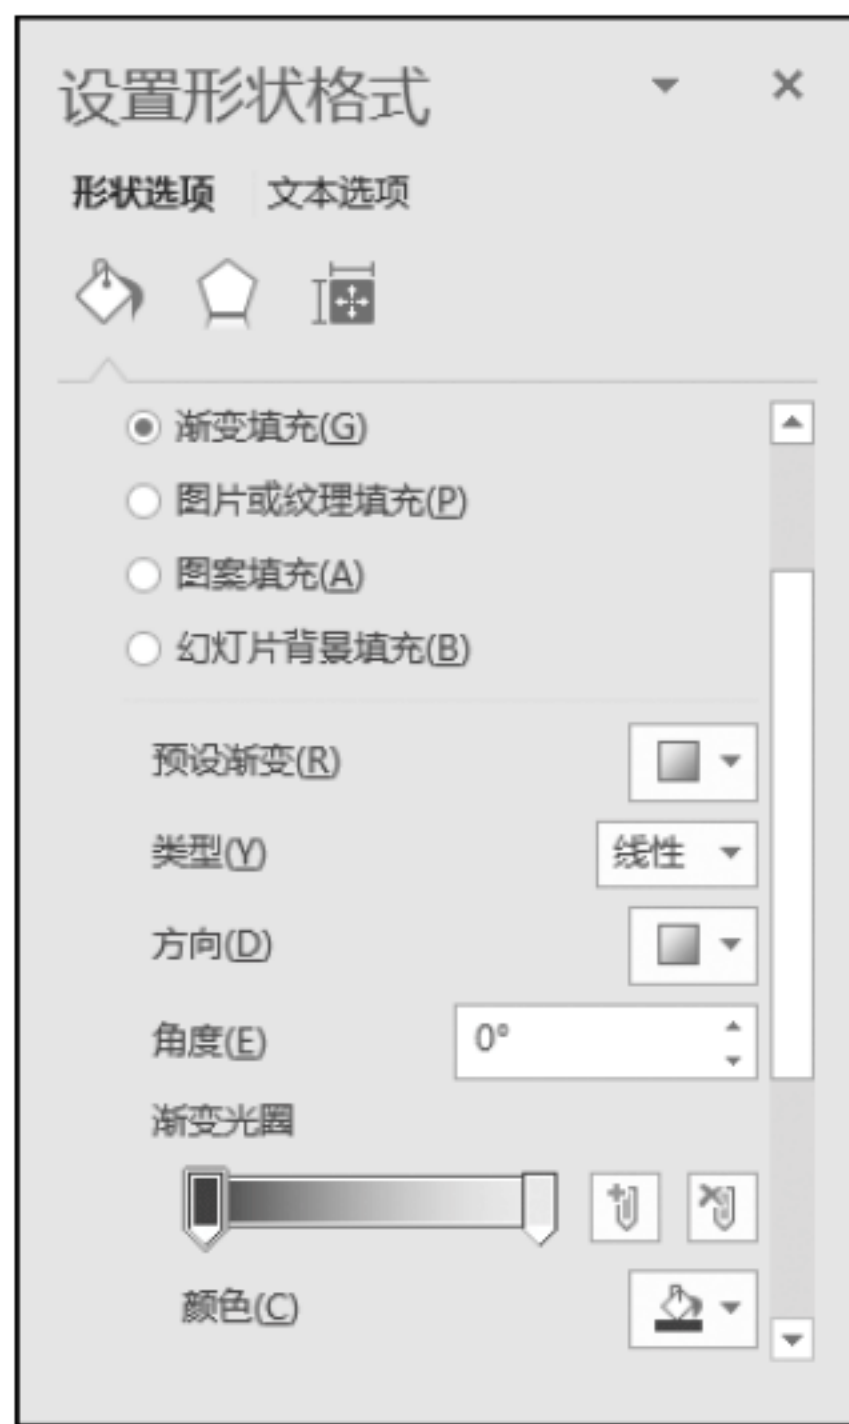 设置形状格式
形状选项 文本选项
渐变填充(G)
图片或纹理填充(P)
图案填充(A)
幻灯片背景填充(B)
预设渐变(R)
类型(Y) 线性
方向(D)
角度(E) 0°
渐变光圈
颜色(C)